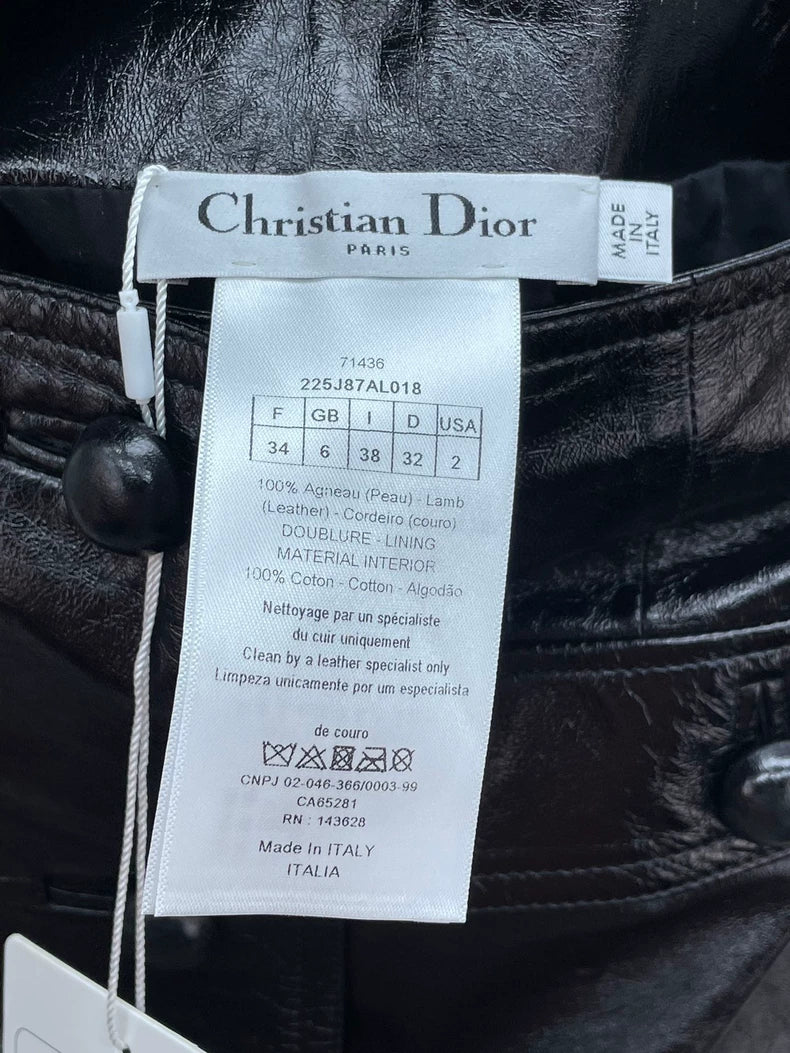 Christian Dior
PARIS
MADE
IN
ITALY
71436
225J87AL018
F GB I D USA
34 6 38 32 2
100% Agneau (Peau) - Lamb
(Leather) - Cordeiro (couro)
DOUBLURE - LINING
MATERIAL INTERIOR
100% Coton - Cotton - Algodão
Nettoyage par un spécialiste
du cuir uniquement
Clean by a leather specialist only
Limpeza unicamente por um especialista
de couro
CNPJ 02-046-366/0003-99
CA65281
RN : 143628
Made In ITALY
ITALIA